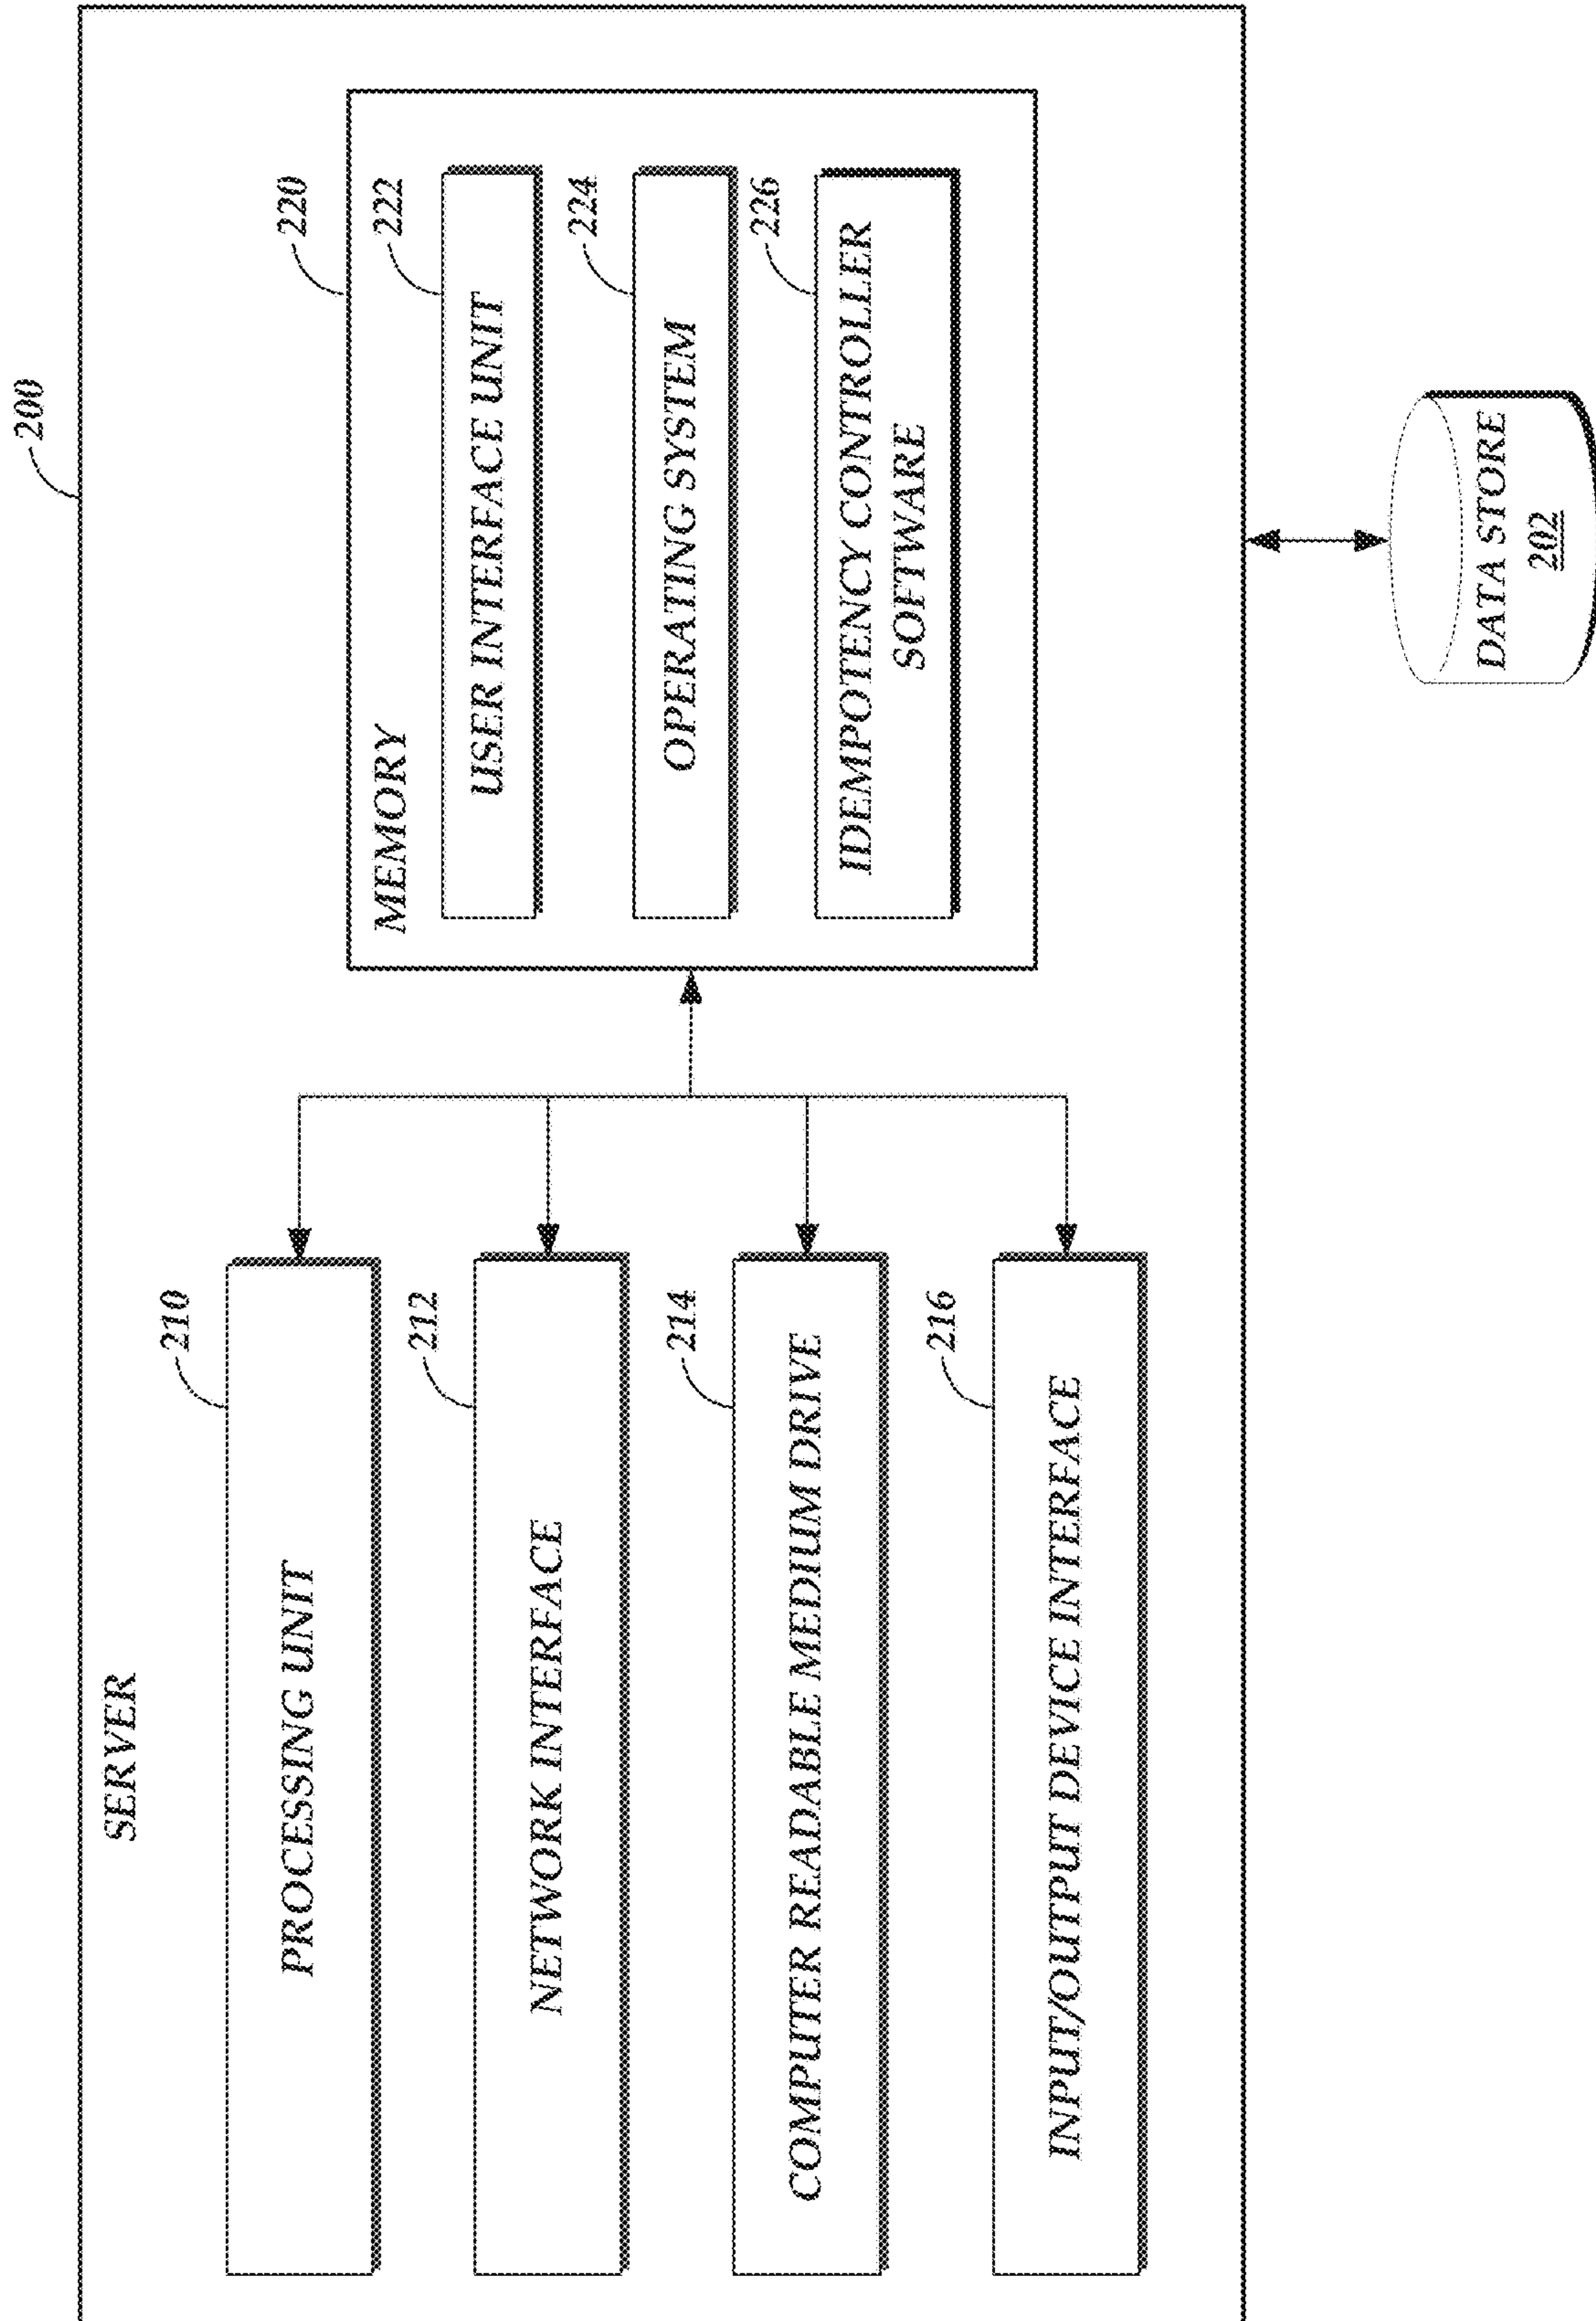 200
SERVER
210
PROCESSING UNIT
212
NETWORK INTERFACE
214
COMPUTER READABLE MEDIUM DRIVE
216
INPUT/OUTPUT DEVICE INTERFACE
220
MEMORY
222
USER INTERFACE UNIT
224
OPERATING SYSTEM
226
IDEMPOTENCY CONTROLLER
SOFTWARE
DATA STORE
202